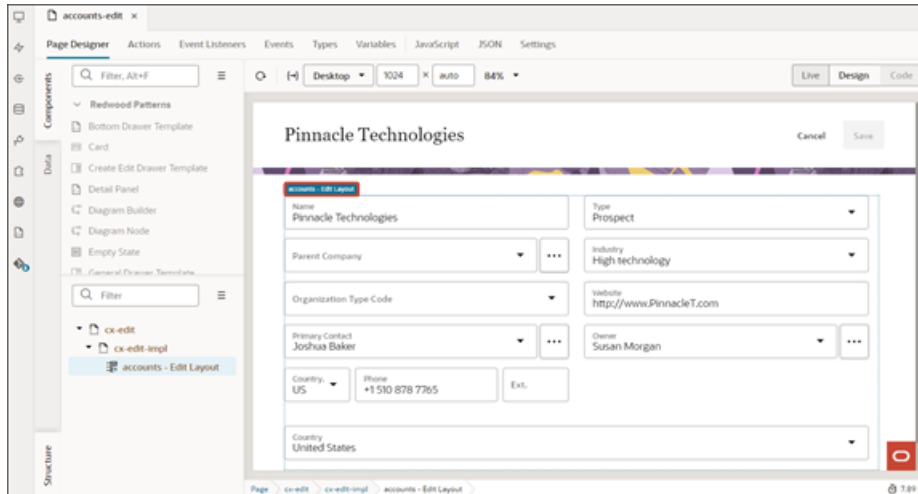 accounts-edit ×
Page Designer Actions Event Listeners Events Types Variables JavaScript JSON Settings
Components
Data
Structure
Filter, Alt+F
Redwood Patterns
Bottom Drawer Template
Card
Create Edit Drawer Template
Detail Panel
Diagram Builder
Diagram Node
Empty State
General Drawer Template
Filter
cx-edit
cx-edit-impl
accounts - Edit Layout
Desktop 1024 × auto 84% Live Design Code
Pinnacle Technologies
Cancel Save
accounts - Edit Layout
Name
Pinnacle Technologies
Type
Prospect
Parent Company
Industry
High technology
Organization Type Code
Website
http://www.PinnacleT.com
Primary Contact
Joshua Baker
Owner
Susan Morgan
Country.
US
Phone
+1 510 878 7765
Ext.
Country
United States
Page cx-edit cx-edit-impl accounts - Edit Layout
7.89